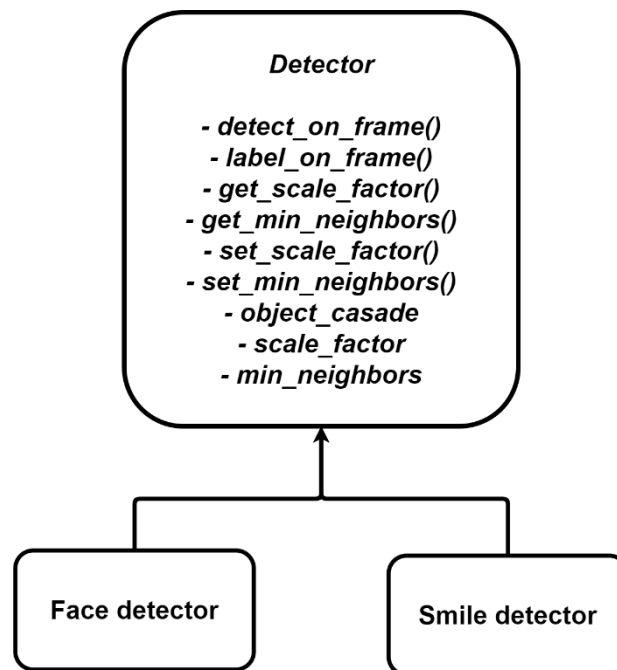 Detector
- detect_on_frame()
- label_on_frame()
- get_scale_factor()
- get_min_neighbors()
- set_scale_factor()
- set_min_neighbors()
- object_casade
- scale_factor
- min_neighbors
Face detector
Smile detector